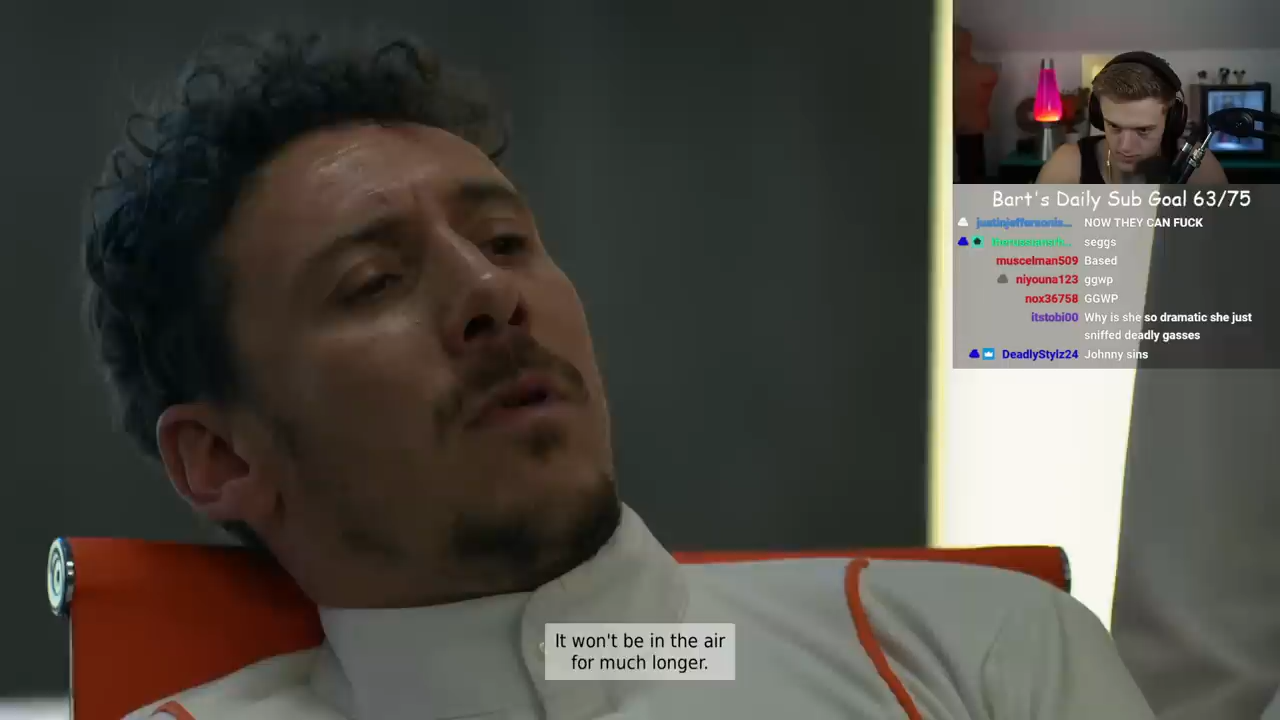 Bart's Daily Sub Goal 63/75
justinjeffersonis... NOW THEY CAN FUCK
seggs
muscelman509 Based
niyouna123 ggwp
nox36758 GGWP
itstobi00 Why is she so dramatic she just
sniffed deadly gasses
DeadlyStylz24 Johnny sins
It won't be in the air
for much longer.